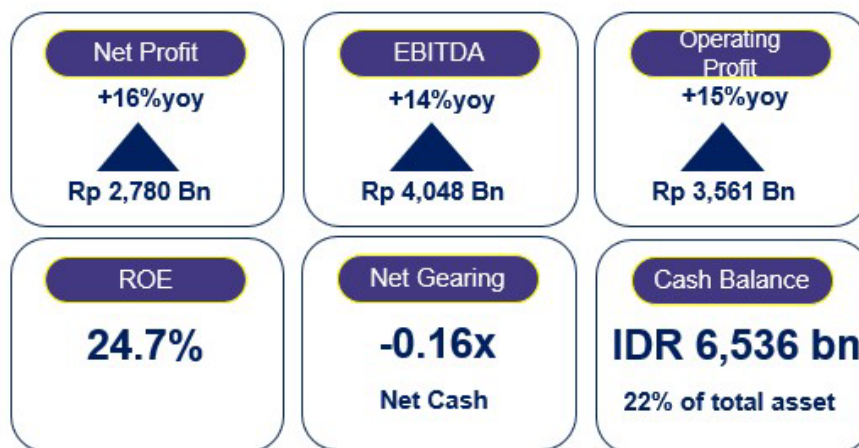 Net Profit
+16%yoy
Rp 2,780 Bn
EBITDA
+14%yoy
Rp 4,048 Bn
Operating
Profit
+15%yoy
Rp 3,561 Bn
ROE
24.7%
Net Gearing
-0.16x
Net Cash
Cash Balance
IDR 6,536 bn
22% of total asset